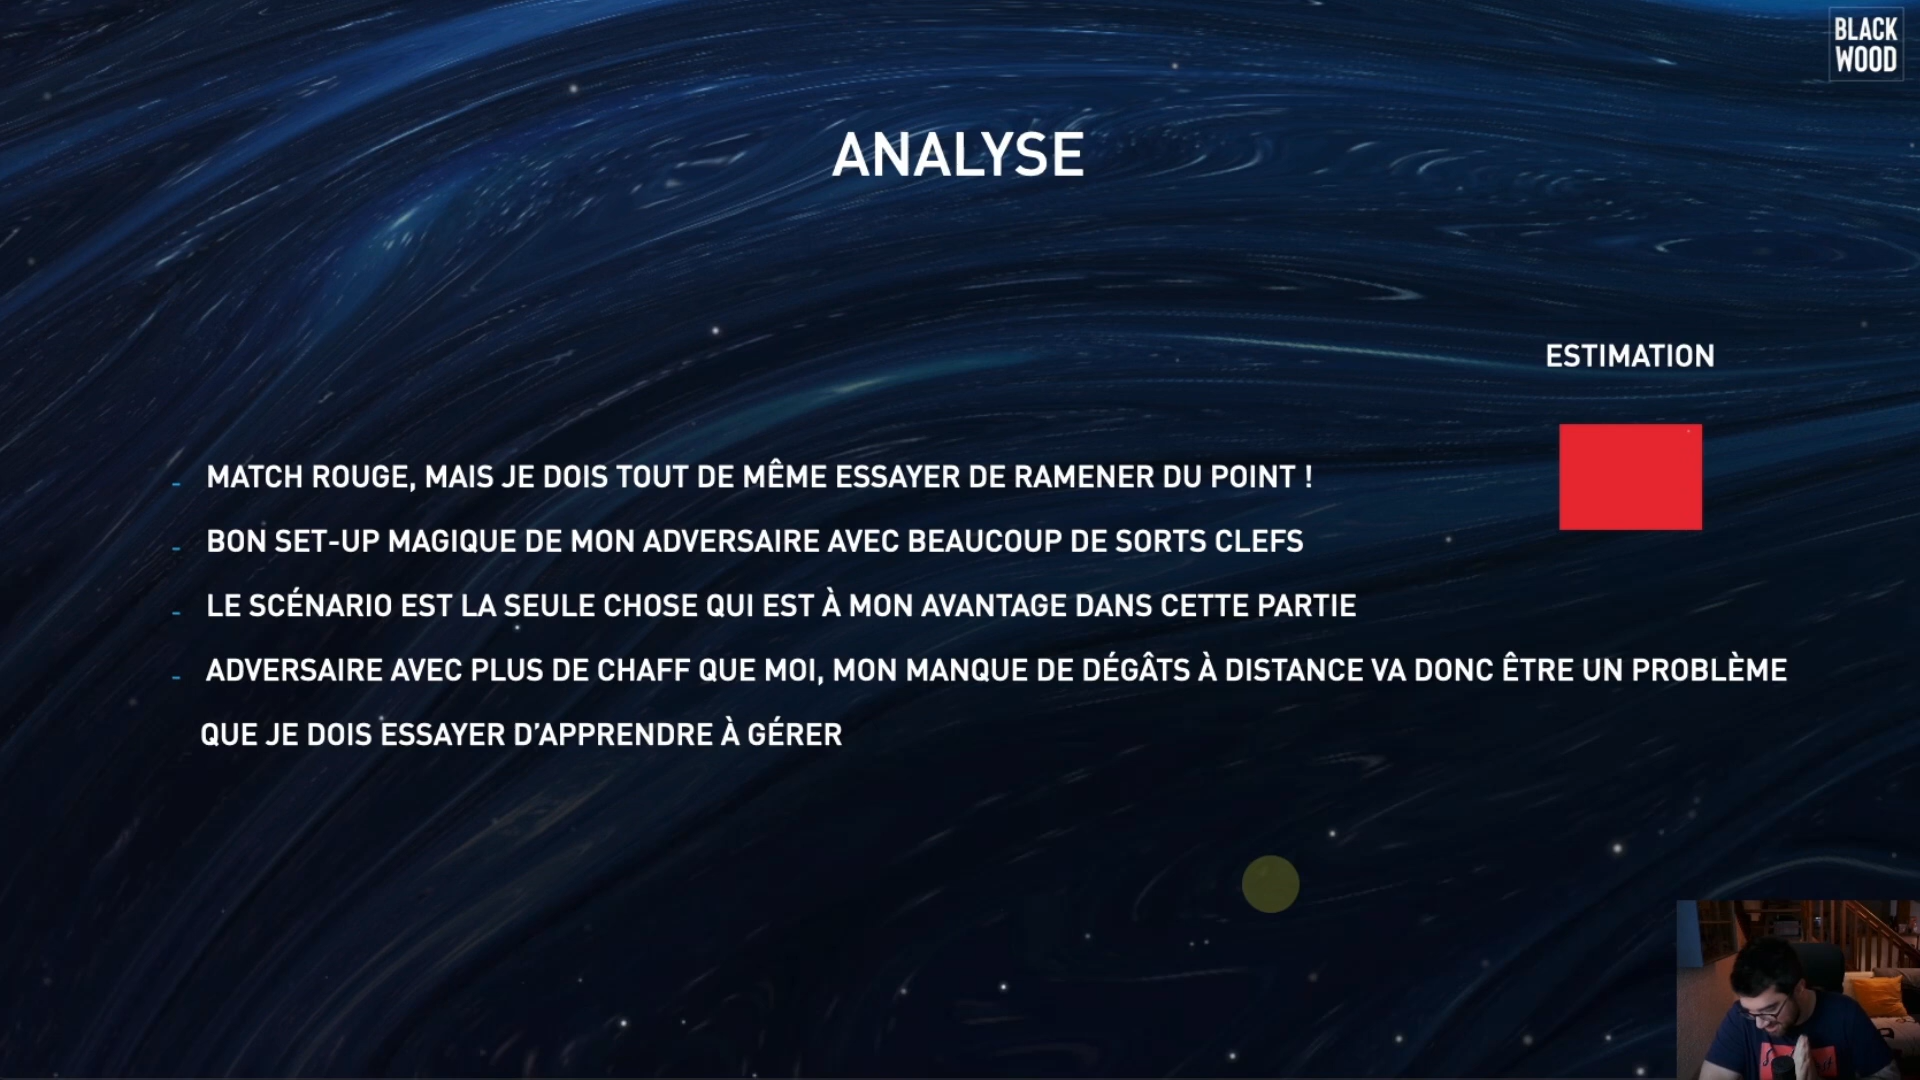 BLACK
WOOD
ANALYSE
ESTIMATION
- MATCH ROUGE, MAIS JE DOIS TOUT DE MÊME ESSAYER DE RAMENER DU POINT !
- BON SET-UP MAGIQUE DE MON ADVERSAIRE AVEC BEAUCOUP DE SORTS CLEFS
- LE SCÉNARIO EST LA SEULE CHOSE QUI EST À MON AVANTAGE DANS CETTE PARTIE
- ADVERSAIRE AVEC PLUS DE CHAFF QUE MOI, MON MANQUE DE DÉGÂTS À DISTANCE VA DONC ÊTRE UN PROBLÈME
QUE JE DOIS ESSAYER D'APPRENDRE À GÉRER